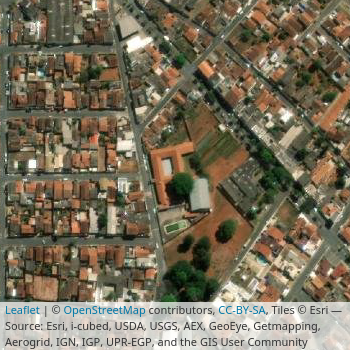 Leaflet | © OpenStreetMap contributors, CC-BY-SA, Tiles © Esri —
Source: Esri, i-cubed, USDA, USGS, AEX, GeoEye, Getmapping,
Aerogrid, IGN, IGP, UPR-EGP, and the GIS User Community